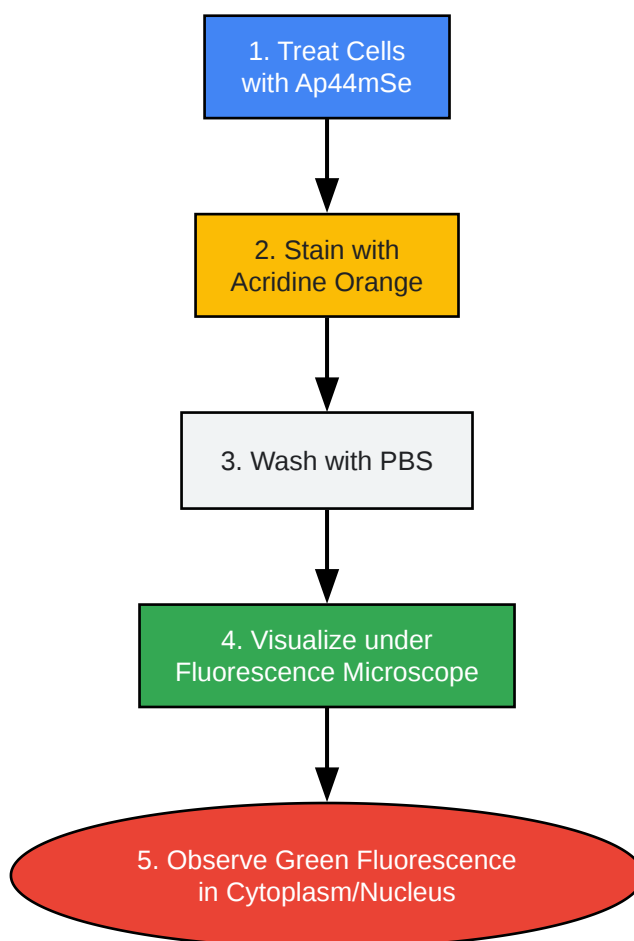 1. Treat Cells
with Ap44mSe
2. Stain with
Acridine Orange
3. Wash with PBS
4. Visualize under
Fluorescence Microscope
5. Observe Green Fluorescence
in Cytoplasm/Nucleus